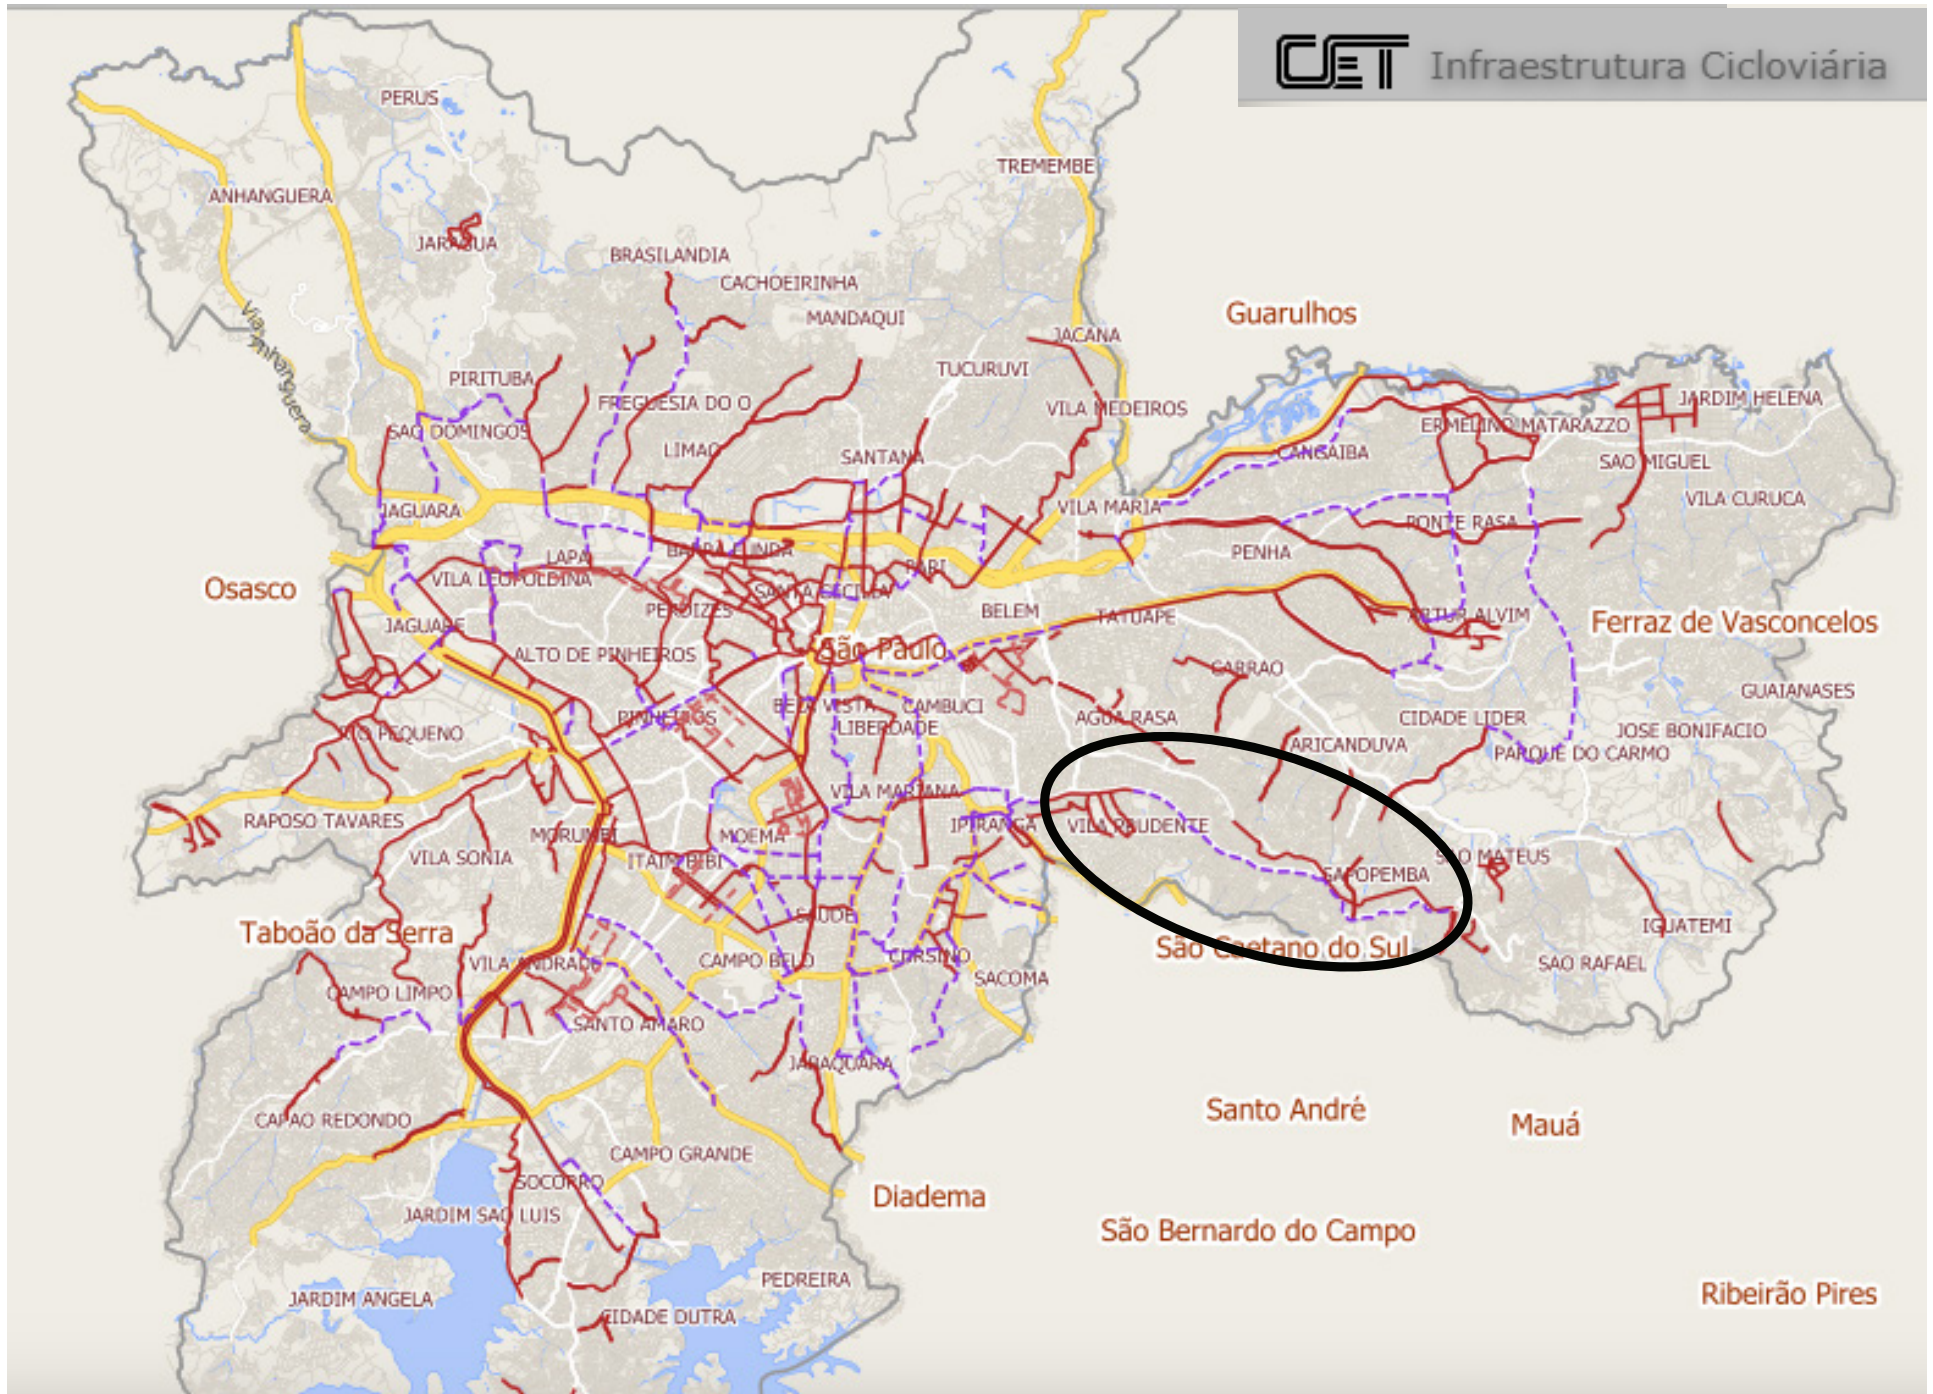 CET Infraestrutura Cicloviária
PERUS
TREMEMBE
ANHANGUERA
JARAGUA
BRASILANDIA
CACHOEIRINHA
Guarulhos
MANDAQUI
Via Anhanguera
JACANA
TUCURUVI
PIRITUBA
JARDIM HELENA
FREGUESIA DO O
VILA MEDEIROS
ERMELINO MATARAZZO
SAO DOMINGOS
LIMAO
CANGAIBA
SANTANA
SAO MIGUEL
VILA CURUCA
JAGUARA
VILA MARIA
PONTE RASA
BARRA FUNDA
PENHA
LAPA
PARI
VILA LEOPOLDINA
Osasco
SANTA CECILIA
PERDIZES
BELEM
TATUAPE
ARTUR ALVIM
Ferraz de Vasconcelos
JAGUARE
São Paulo
ALTO DE PINHEIROS
CARRAO
GUAIANASES
BELA VISTA
CAMBUCI
PINHEIROS
AGUA RASA
CIDADE LIDER
LIBERDADE
RIO PEQUENO
JOSE BONIFACIO
ARICANDUVA
PARQUE DO CARMO
VILA MARIANA
RAPOSO TAVARES
IPIRANGA
VILA PRUDENTE
MORUMBI
MOEMA
VILA SONIA
ITAIM BIBI
SAO MATEUS
SAPOPEMBA
SAUDE
IGUATEMI
Taboão da Serra
São Caetano do Sul
CURSINO
VILA ANDRADE
CAMPO BELO
SAO RAFAEL
SACOMA
CAMPO LIMPO
SANTO AMARO
JABAQUARA
Santo André
CAPAO REDONDO
Mauá
CAMPO GRANDE
SOCORRO
Diadema
JARDIM SAO LUIS
São Bernardo do Campo
PEDREIRA
Ribeirão Pires
JARDIM ANGELA
CIDADE DUTRA